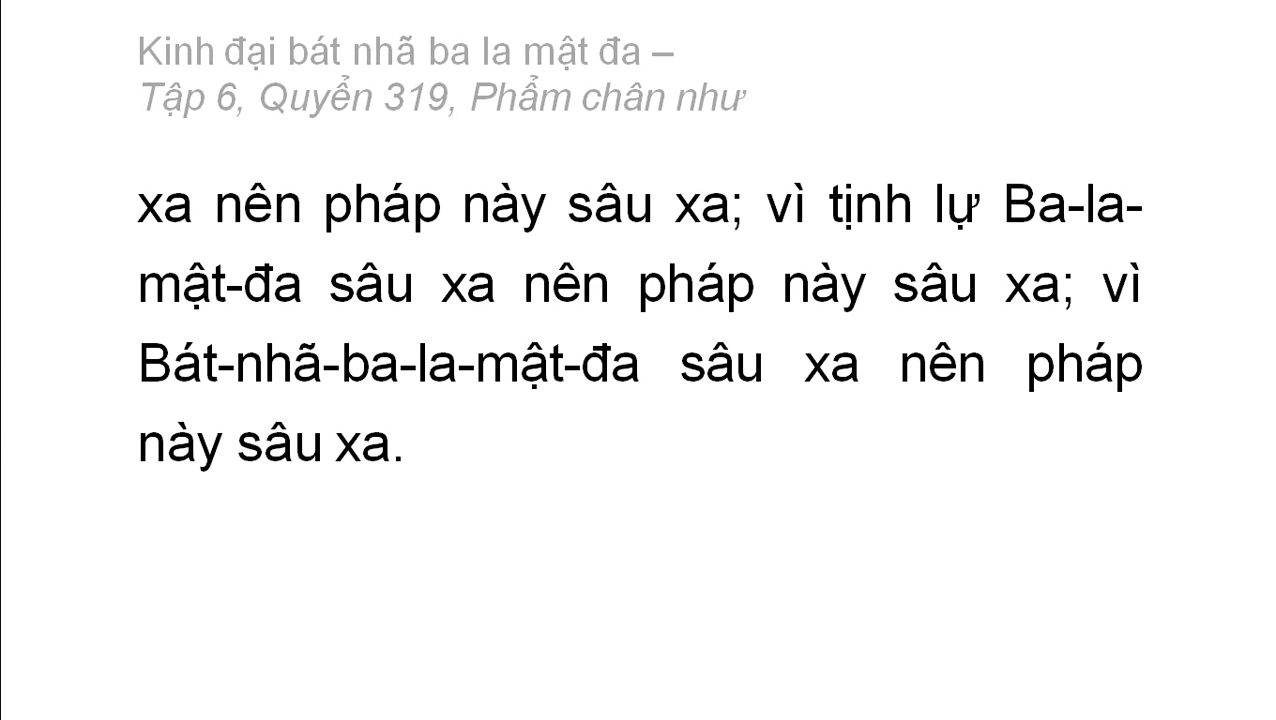 Kinh đại bát nhã ba la mật đa –
Tập 6, Quyển 319, Phẩm chân như
xa nên pháp này sâu xa; vì tịnh lự Ba-la-
mật-đa sâu xa nên pháp này sâu xa; vì
Bát-nhã-ba-la-mật-đa sâu xa nên pháp
này sâu xa.